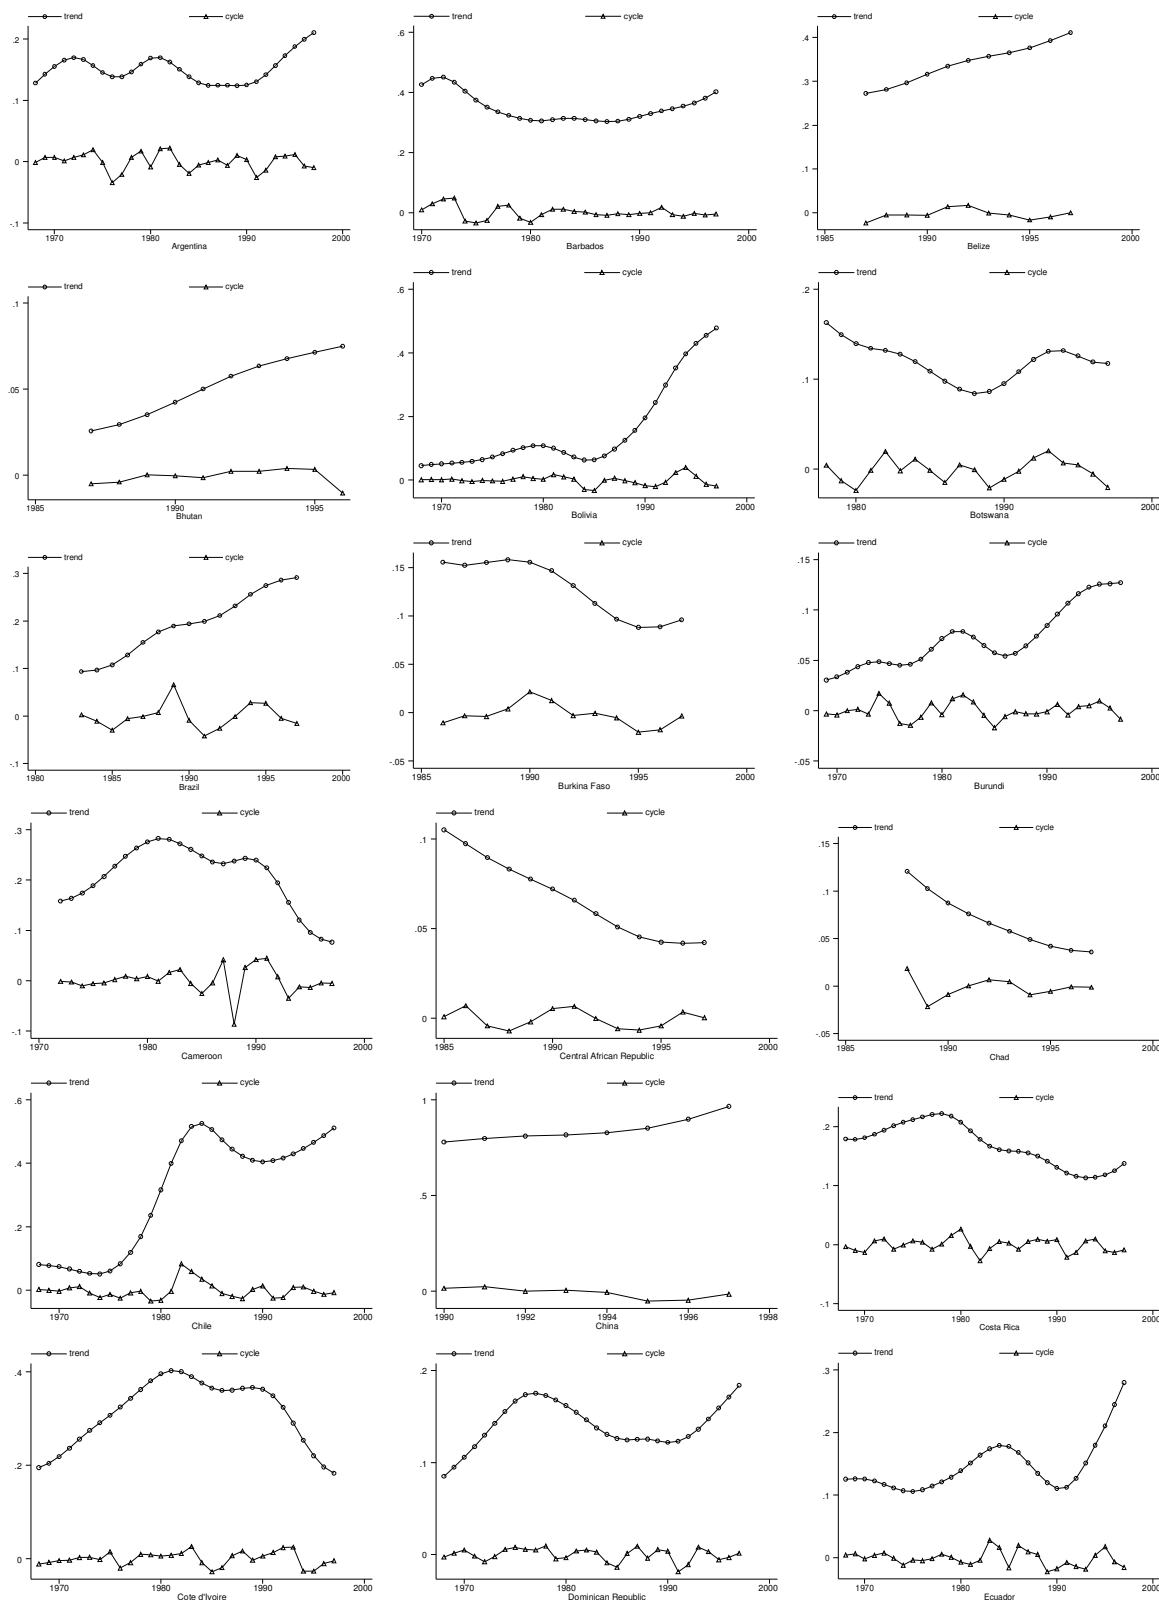 trend cycle
.2
.1
0
-.1
1970 1980 1990 2000
Argentina
trend cycle
.6
.4
.2
0
1970 1980 1990 2000
Barbados
trend cycle
.4
.3
.2
.1
0
1985 1990 1995 2000
Belize
trend cycle
.1
.05
0
1985 1990 1995
Bhutan
trend cycle
.6
.4
.2
0
1970 1980 1990 2000
Bolivia
trend cycle
.2
.1
0
1980 1990 2000
Botswana
trend cycle
.3
.2
.1
0
-.1
1980 1985 1990 1995 2000
Brazil
trend cycle
.15
.1
.05
0
-.05
1985 1990 1995 2000
Burkina Faso
trend cycle
.15
.1
.05
0
-.05
1970 1980 1990 2000
Burundi
trend cycle
.3
.2
.1
0
-.1
1970 1980 1990 2000
Cameroon
trend cycle
.1
.05
0
1985 1990 1995 2000
Central African Republic
trend cycle
.15
.1
.05
0
-.05
1985 1990 1995 2000
Chad
trend cycle
.6
.4
.2
0
1970 1980 1990 2000
Chile
trend cycle
1
.5
0
1990 1992 1994 1996 1998
China
trend cycle
.2
.1
0
-.1
1970 1980 1990 2000
Costa Rica
trend cycle
.4
.2
0
1970 1980 1990 2000
Cote d'Ivoire
trend cycle
.2
.1
0
1970 1980 1990 2000
Dominican Republic
trend cycle
.3
.2
.1
0
1970 1980 1990 2000
Ecuador